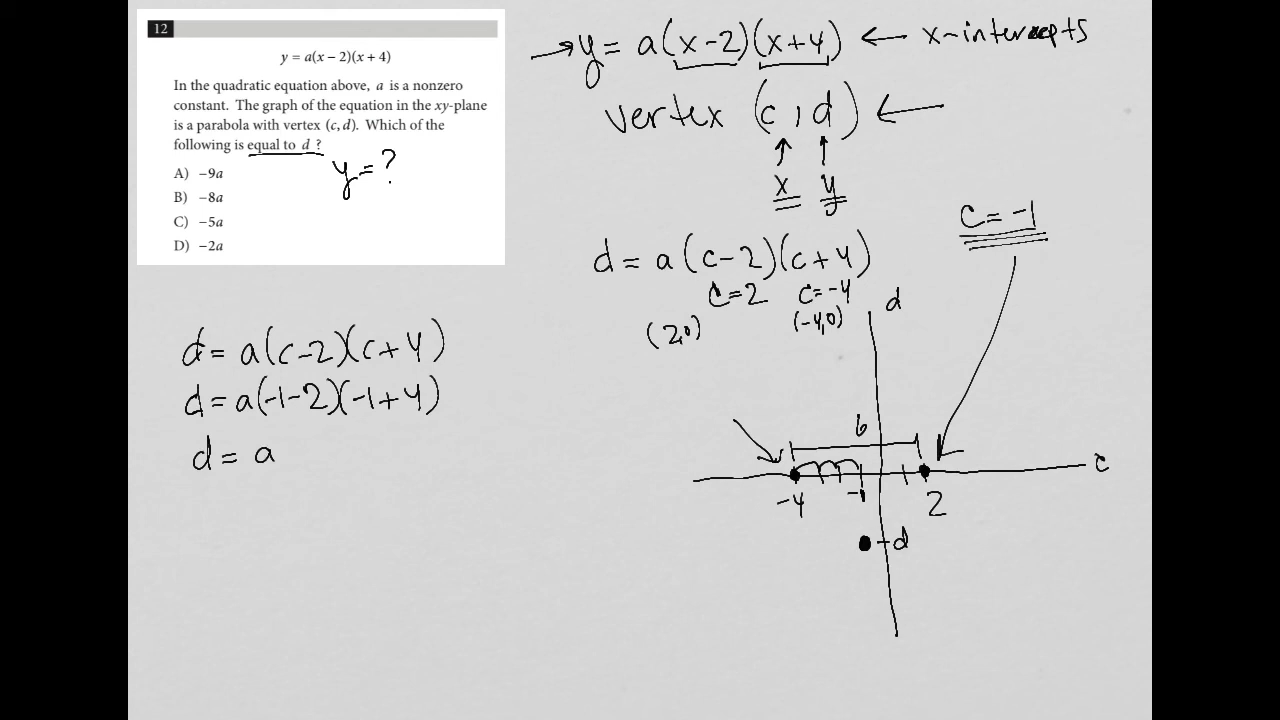 12
y = a(x − 2)(x + 4)
In the quadratic equation above, a is a nonzero
constant. The graph of the equation in the xy-plane
is a parabola with vertex (c, d). Which of the
following is equal to d ?
y = ?
A) −9a
B) −8a
C) −5a
D) −2a
y = a(x-2)(x+4) ← x-intercepts
vertex (c, d) ←
x y
c = -1
d = a(c-2)(c+4)
c=2 c=-4
(2,0) (-4,0)
d = a(c-2)(c+4)
d = a(-1-2)(-1+4)
d = a
d
6
c
-4 -1 2
d